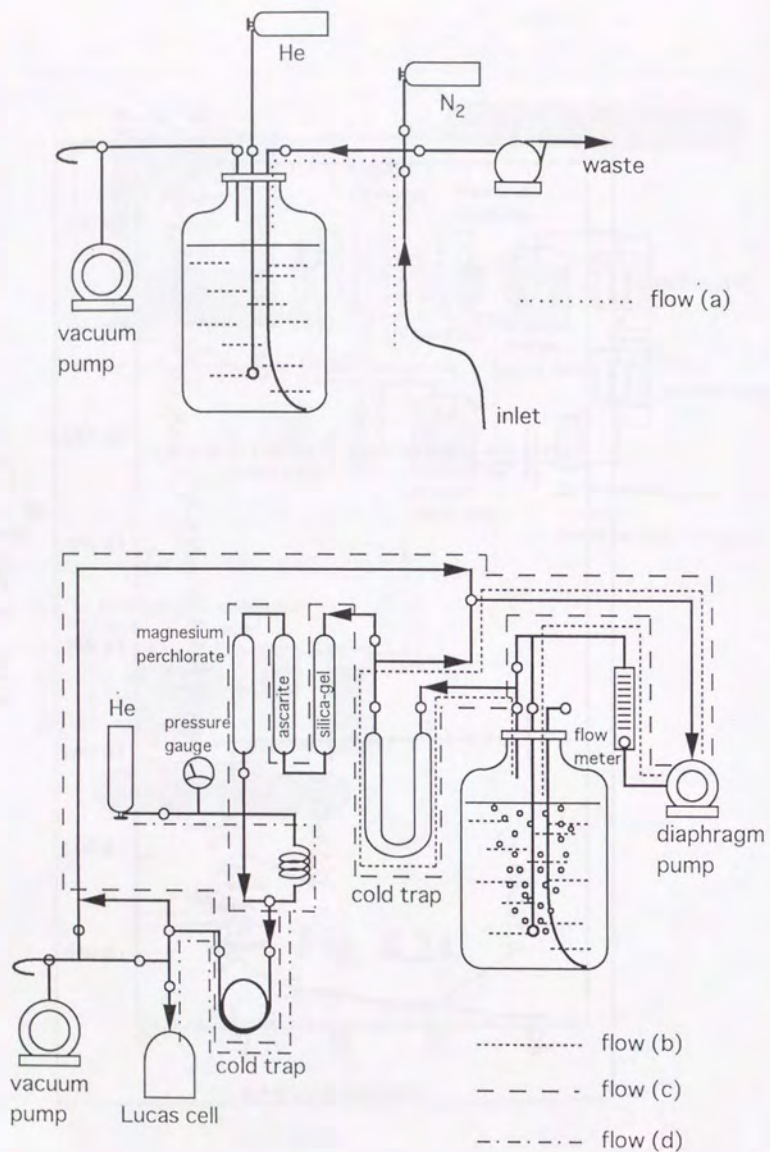 He
N2
waste
vacuum
pump
flow (a)
inlet
magnesium
perchlorate
ascarite
silica-gel
He
pressure
gauge
flow
meter
diaphragm
pump
cold trap
cold trap
vacuum
pump
Lucas cell
flow (b)
flow (c)
flow (d)